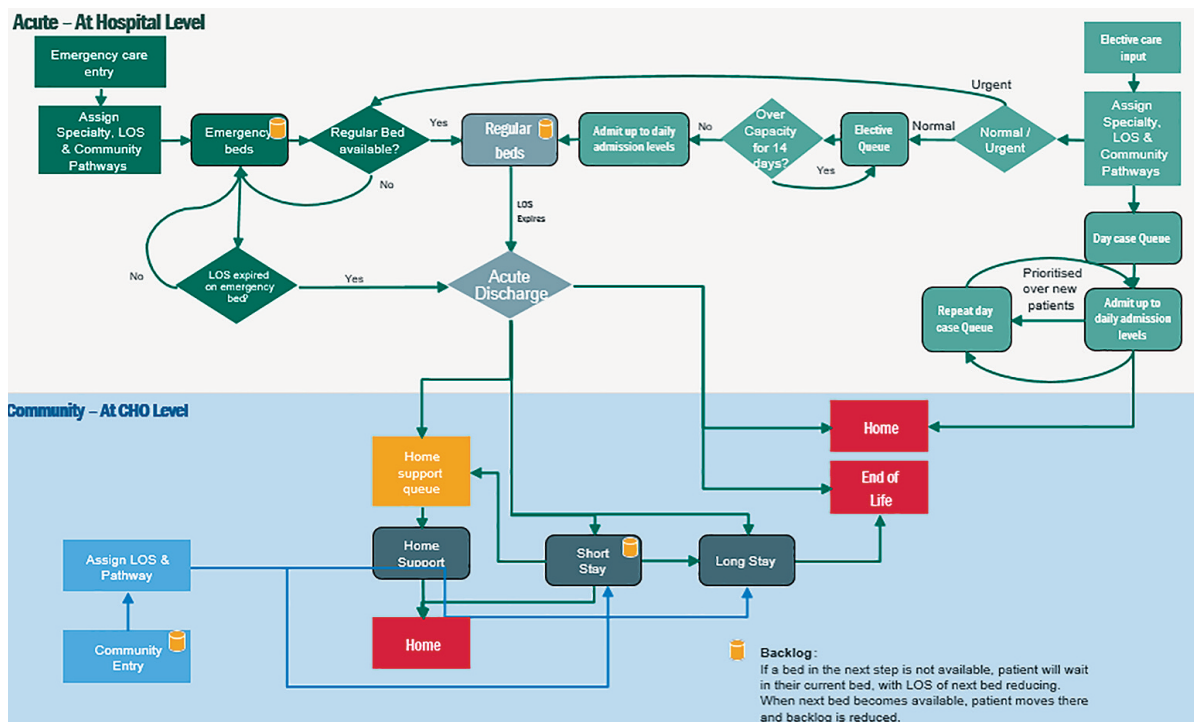 Acute – At Hospital Level
Emergency care
entry
Assign
Specialty, LOS
& Community
Pathways
Emergency
beds
Regular Bed
available?
Yes
No
Regular
beds
Admit up to daily
admission levels
No
Over
Capacity
for 14
days?
Yes
Elective
Queue
Normal
Normal /
Urgent
Urgent
Elective care
input
Assign
Specialty,
LOS &
Community
Pathways
LOS
Expires
No
LOS expired
on emergency
bed?
Yes
Acute
Discharge
Day case Queue
Prioritised
over new
patients
Repeat day
case Queue
Admit up to
daily admission
levels
Community – At CHO Level
Home
End of
Life
Home
support
queue
Home
Support
Short
Stay
Long Stay
Assign LOS &
Pathway
Community
Entry
Home
Backlog:
If a bed in the next step is not available, patient will wait
in their current bed, with LOS of next bed reducing.
When next bed becomes available, patient moves there
and backlog is reduced.